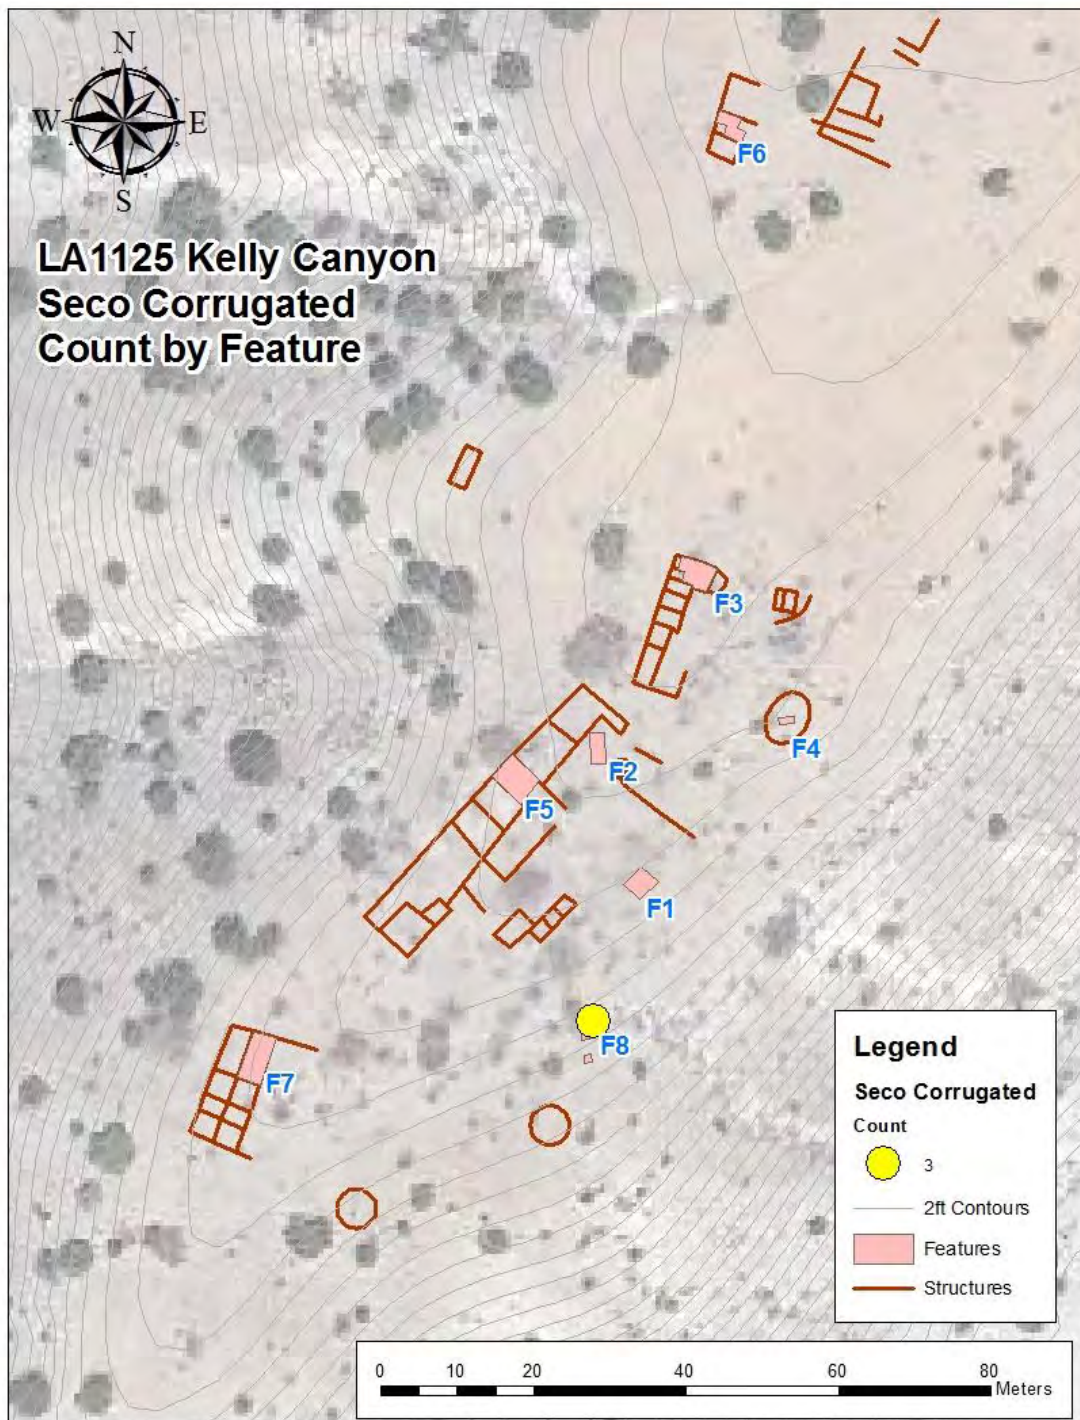 N
W
E
S
LA1125 Kelly Canyon
Seco Corrugated
Count by Feature
F6
F3
F4
F2
F5
F1
F8
F7
Legend
Seco Corrugated
Count
3
2ft Contours
Features
Structures
0 10 20 40 60 80
Meters